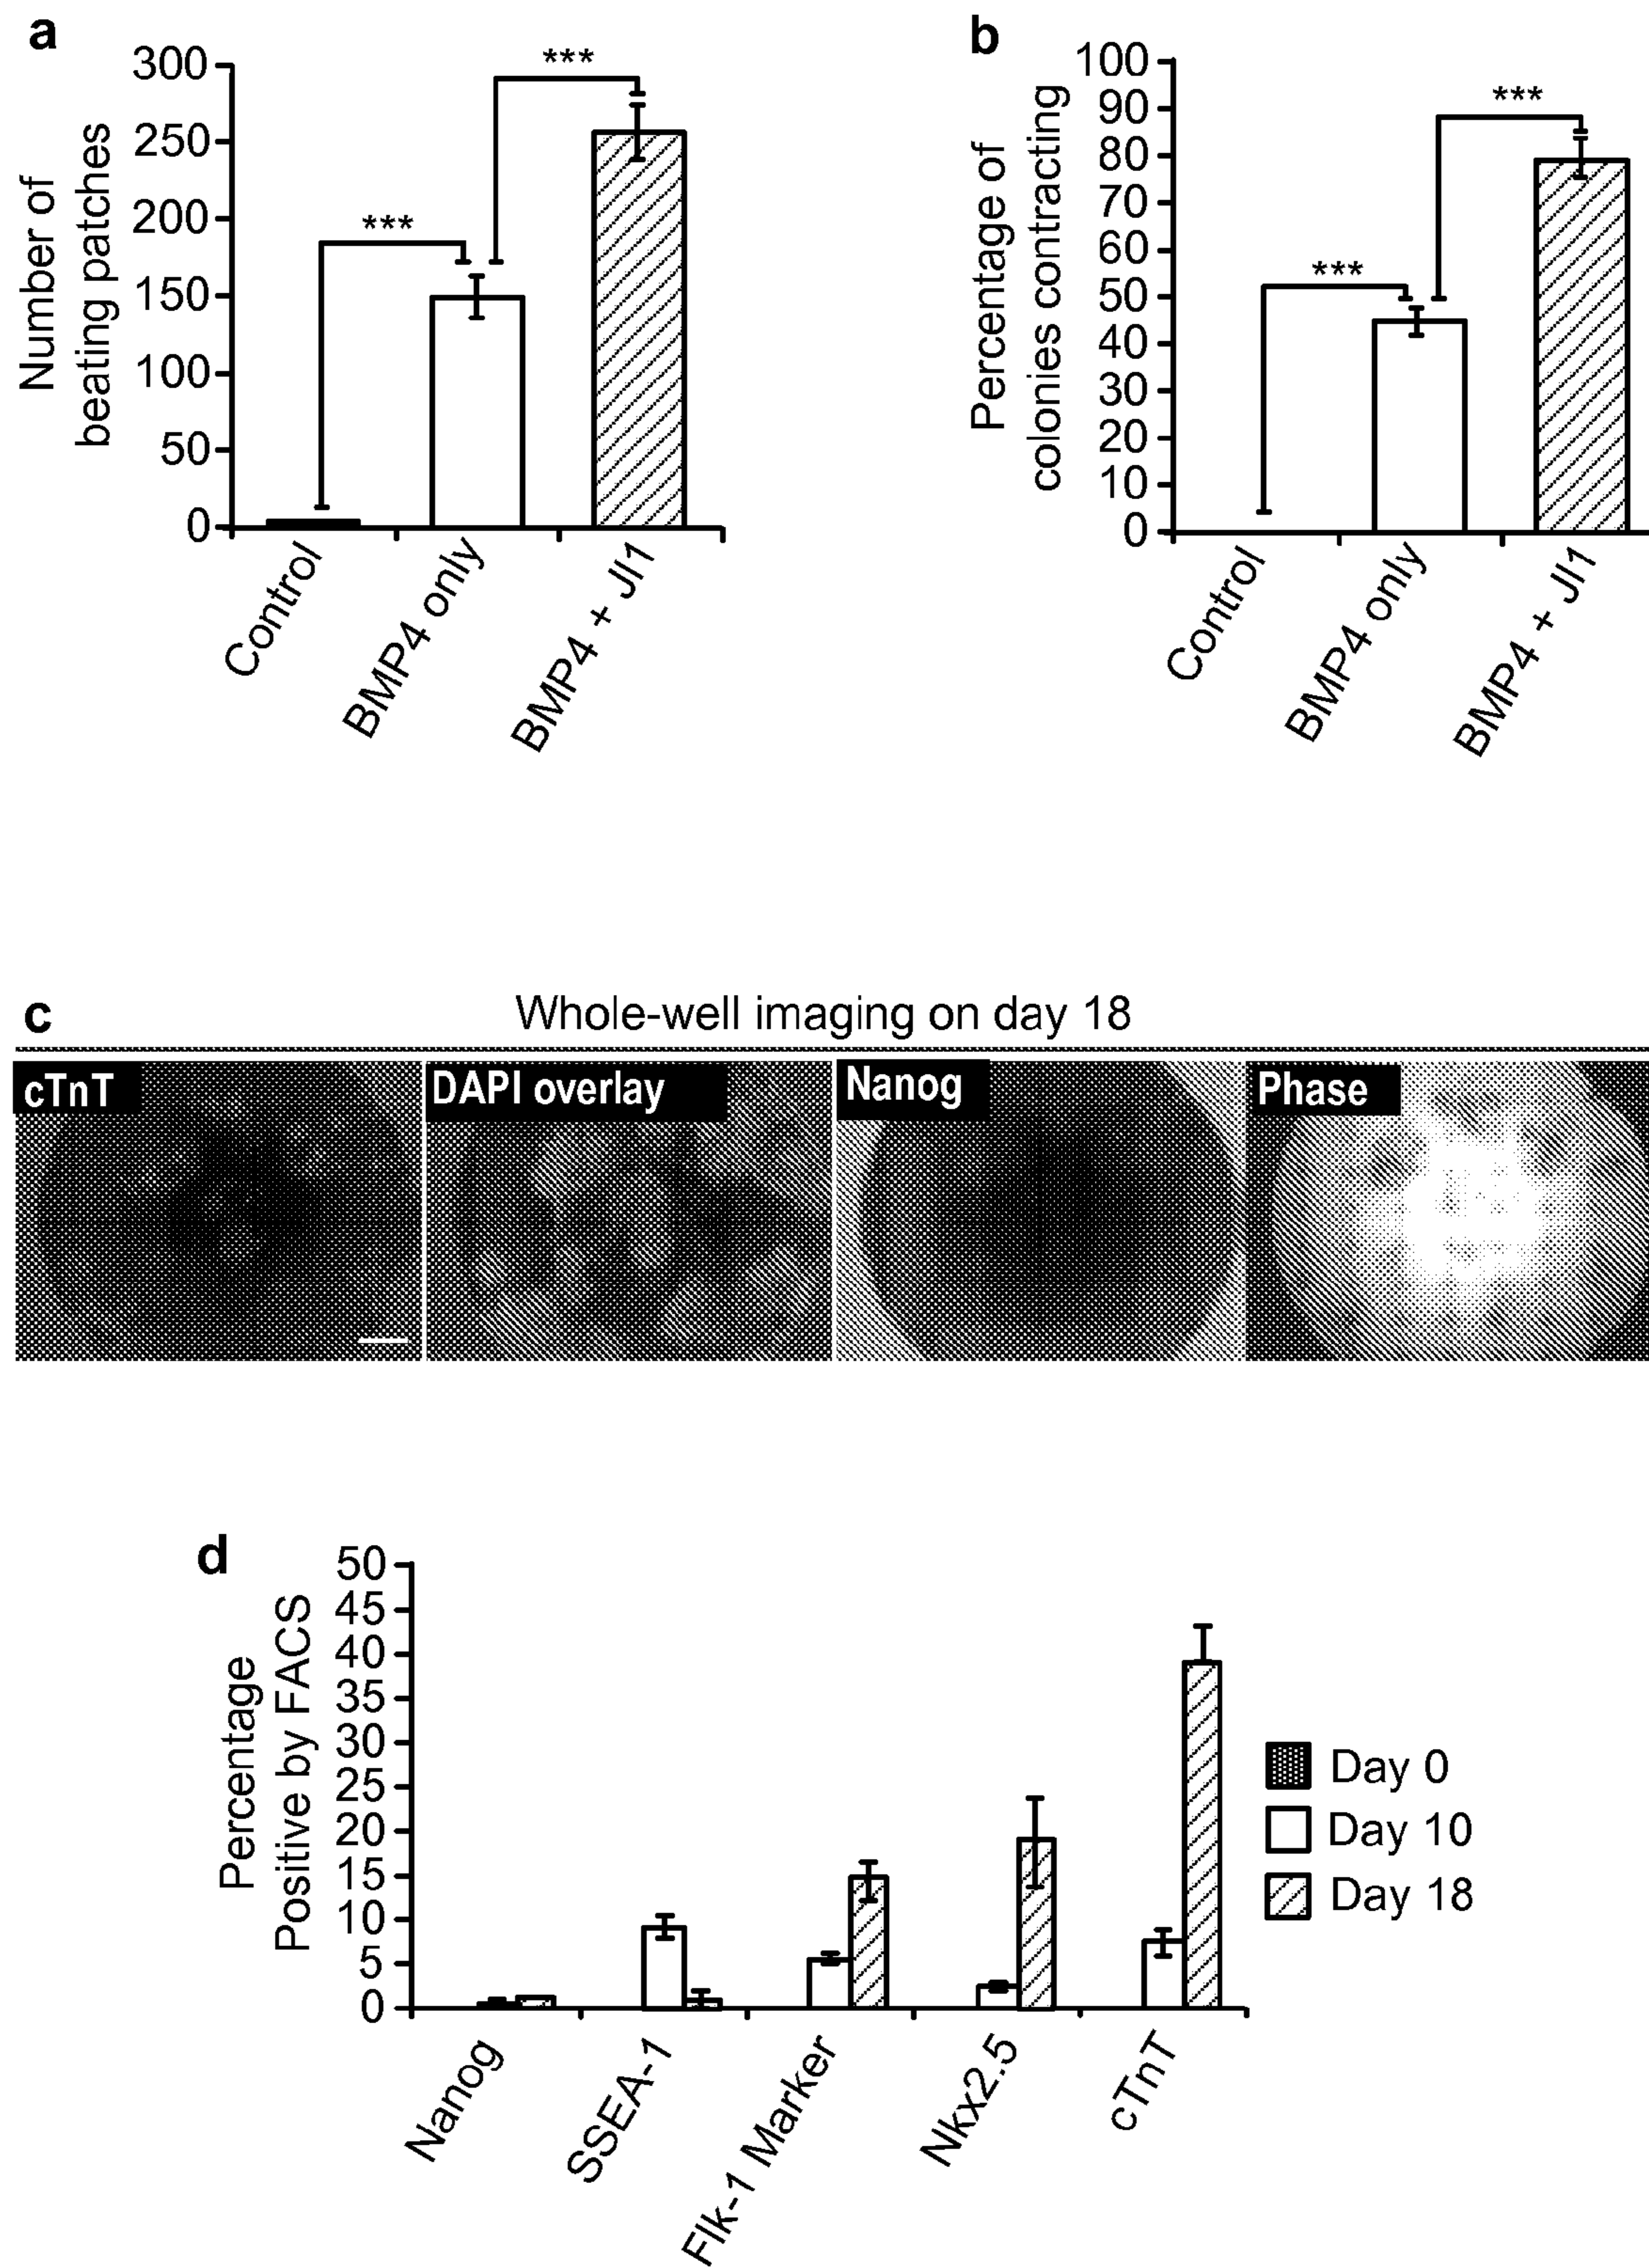 a
300
250
200
150
100
50
0
Number of
beating patches
***
***
Control
BMP4 only
BMP4 + JI1
b
100
90
80
70
60
50
40
30
20
10
0
Percentage of
colonies contracting
***
***
Control
BMP4 only
BMP4 + JI1
c
Whole-well imaging on day 18
cTnT
DAPI overlay
Nanog
Phase
d
50
45
40
35
30
25
20
15
10
5
0
Percentage
Positive by FACS
Nanog
SSEA-1
Flk-1 Marker
Nkx2.5
cTnT
Day 0
Day 10
Day 18